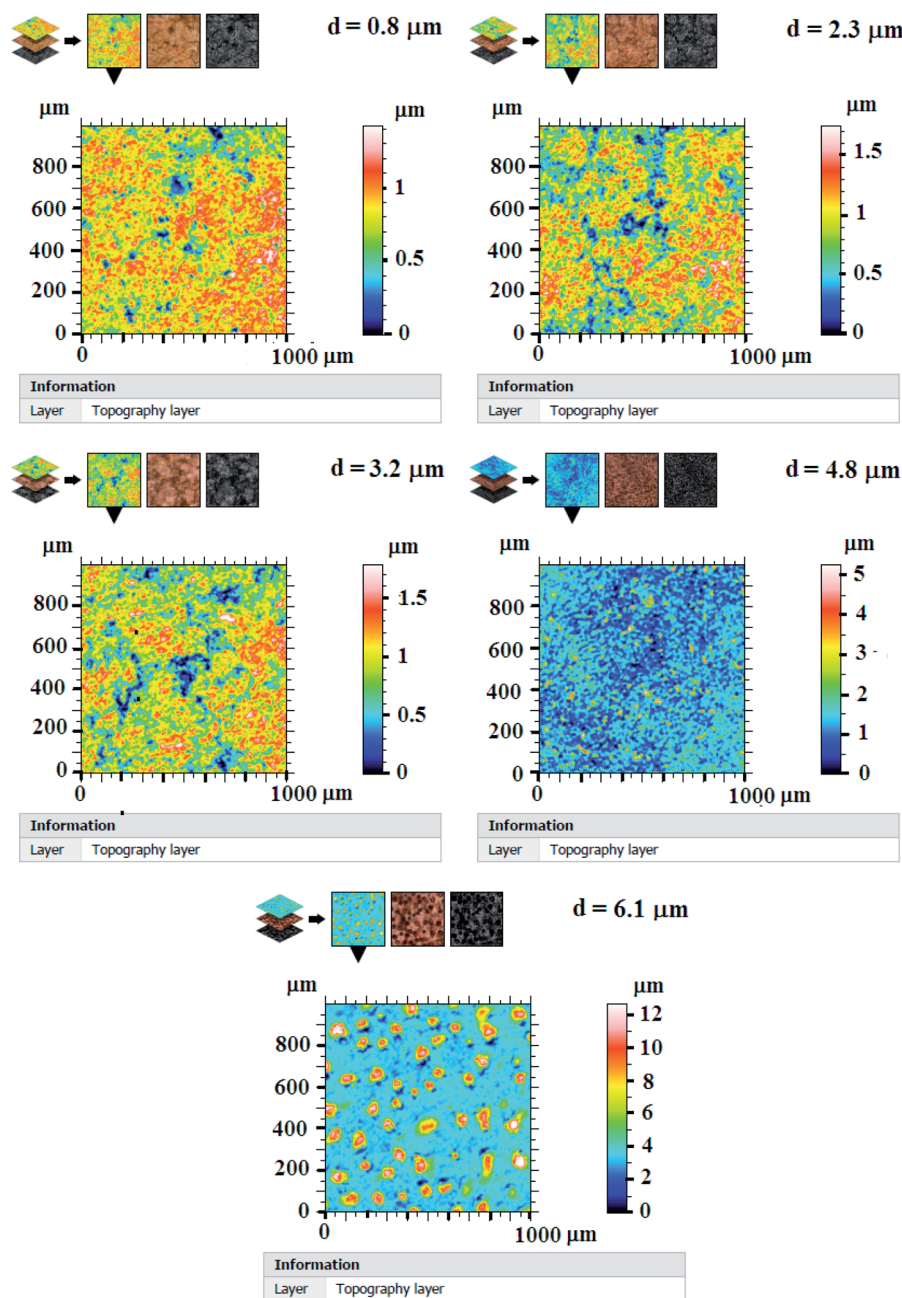 d = 0.8 μm
μm
800
600
400
200
0
0 1000 μm
1
0.5
0
Information
Layer Topography layer
d = 2.3 μm
μm
800
600
400
200
0
0 1000 μm
μm
1.5
1
0.5
0
Information
Layer Topography layer
d = 3.2 μm
μm
800
600
400
200
0
0 1000 μm
μm
1.5
1
0.5
0
Information
Layer Topography layer
d = 4.8 μm
μm
800
600
400
200
0
0 1000 μm
μm
5
4
3
2
1
0
Information
Layer Topography layer
d = 6.1 μm
μm
800
600
400
200
0
0 1000 μm
μm
12
10
8
6
4
2
0
Information
Layer Topography layer